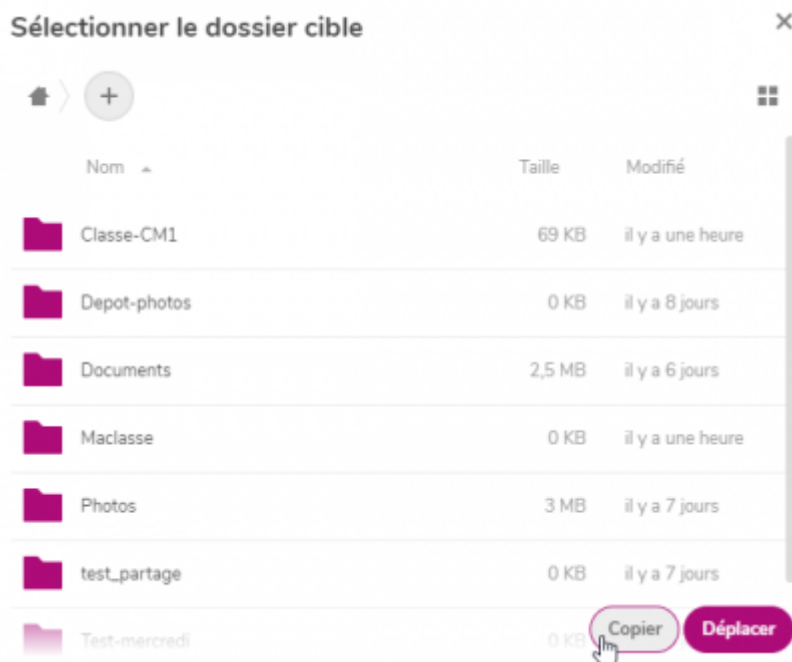 Sélectionner le dossier cible
Nom Taille Modifié
Classe-CM1 69 KB il y a une heure
Depot-photos 0 KB il y a 8 jours
Documents 2,5 MB il y a 6 jours
Maclasse 0 KB il y a une heure
Photos 3 MB il y a 7 jours
test_partage 0 KB il y a 7 jours
Test-mercredi 0 KB
Copier Déplacer